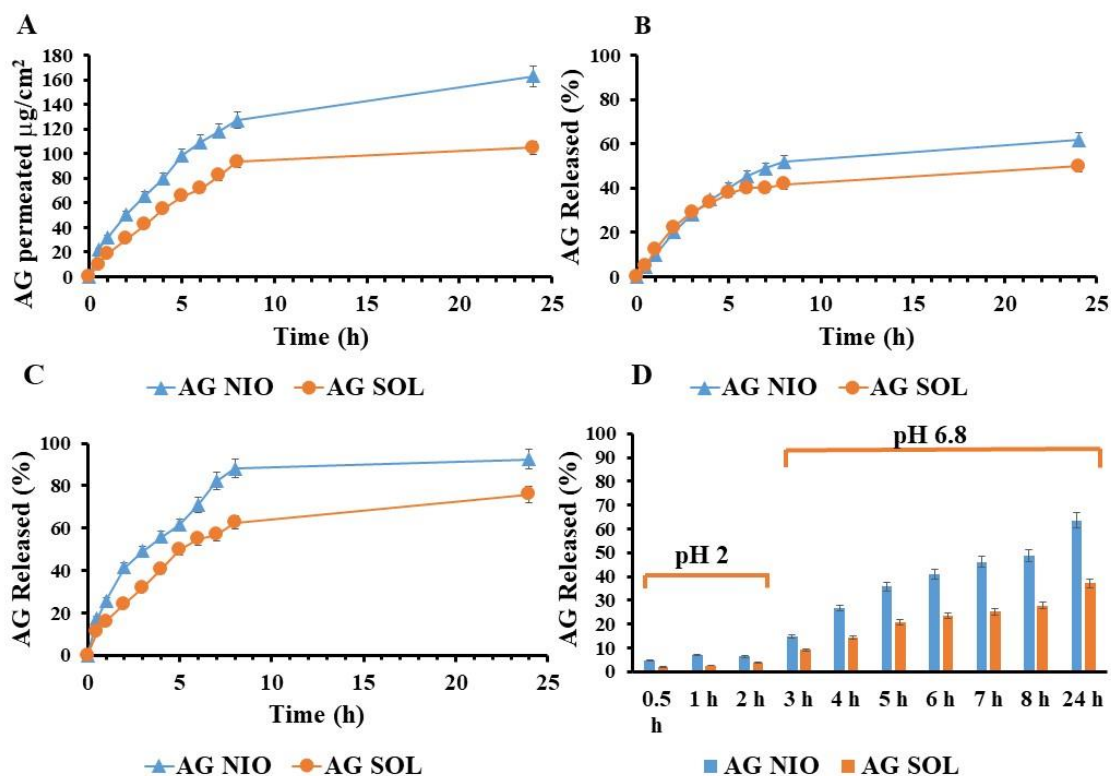 A
AG permeated μg/cm²
180
160
140
120
100
80
60
40
20
0
0 5 10 15 20 25
Time (h)
AG NIO AG SOL
B
AG Released (%)
100
80
60
40
20
0
0 5 10 15 20 25
Time (h)
AG NIO AG SOL
C
AG Released (%)
100
80
60
40
20
0
0 5 10 15 20 25
Time (h)
AG NIO AG SOL
D
AG Released (%)
100
90
80
70
60
50
40
30
20
10
0
pH 2
pH 6.8
0.5 h 1 h 2 h 3 h 4 h 5 h 6 h 7 h 8 h 24 h
AG NIO AG SOL